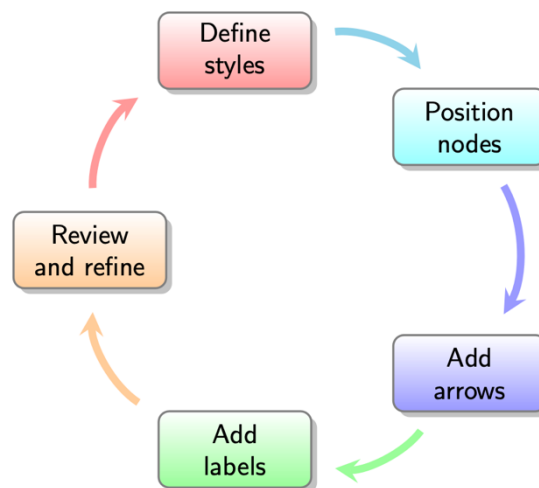 Define
styles
Position
nodes
Add
arrows
Add
labels
Review
and refine